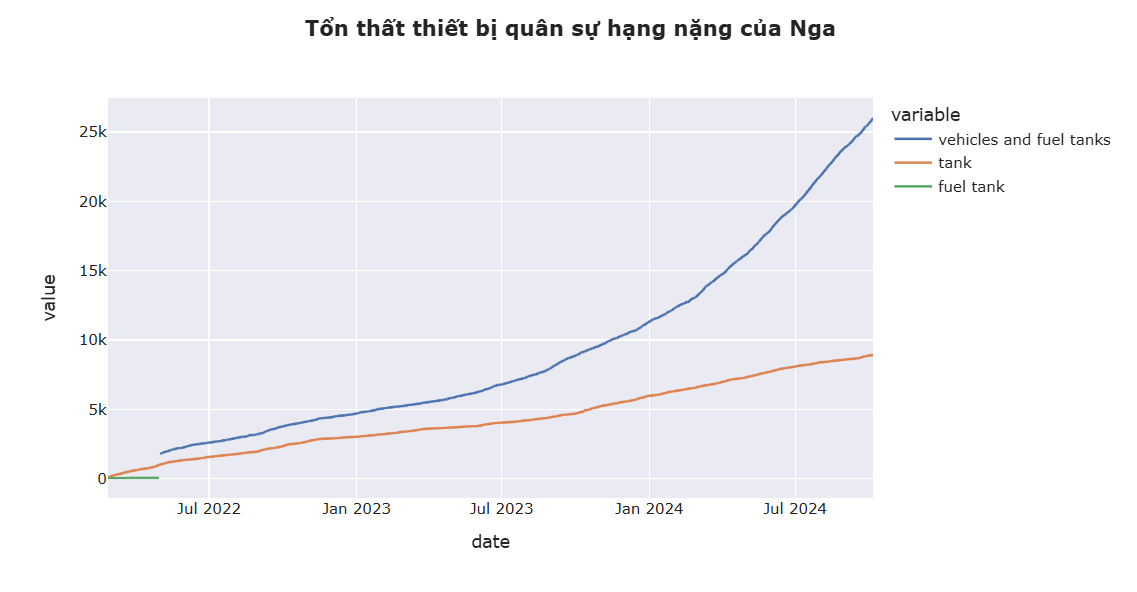 Tổn thất thiết bị quân sự hạng nặng của Nga
variable
vehicles and fuel tanks
tank
fuel tank
value
25k
20k
15k
10k
5k
0
Jul 2022
Jan 2023
Jul 2023
Jan 2024
Jul 2024
date